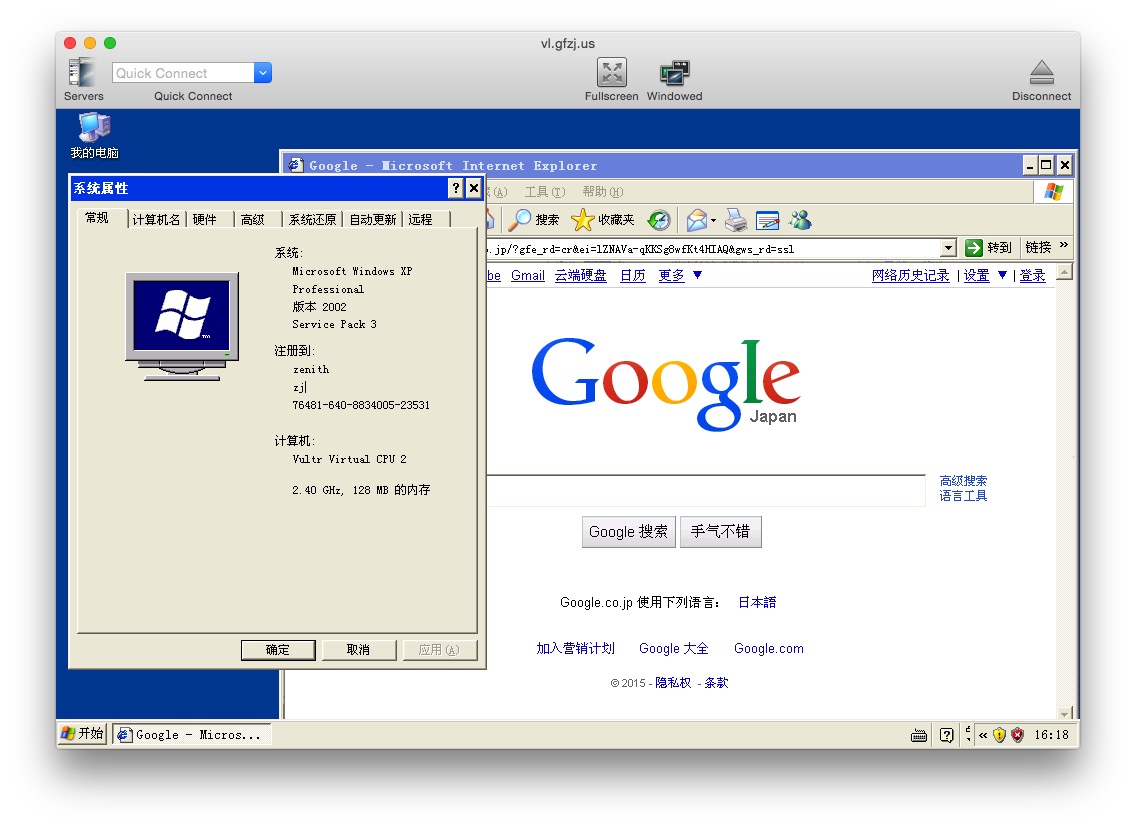 vl.gfzj.us
Quick Connect
Servers
Quick Connect
Fullscreen
Windowed
Disconnect
我的电脑
Google - Microsoft Internet Explorer
(A) 工具(T) 帮助(H)
搜索 收藏夹
.jp/?gfe_rd=cr&ei=lZNAVa-qKKSg8wfKt4HIAQ&gws_rd=ssl
转到 链接 »
be Gmail 云端硬盘 日历 更多 ▼
网络历史记录 | 设置 ▼ | 登录
系统属性
常规 计算机名 硬件 高级 系统还原 自动更新 远程
系统:
Microsoft Windows XP
Professional
版本 2002
Service Pack 3
注册到:
zenith
zj
76481-640-8834005-23531
计算机:
Vultr Virtual CPU 2
2.40 GHz, 128 MB 的内存
确定 取消 应用(A)
Google
Japan
高级搜索
语言工具
Google 搜索 手气不错
Google.co.jp 使用下列语言: 日本語
加入营销计划 Google 大全 Google.com
© 2015 - 隐私权 - 条款
开始 Google - Micros... « 16:18